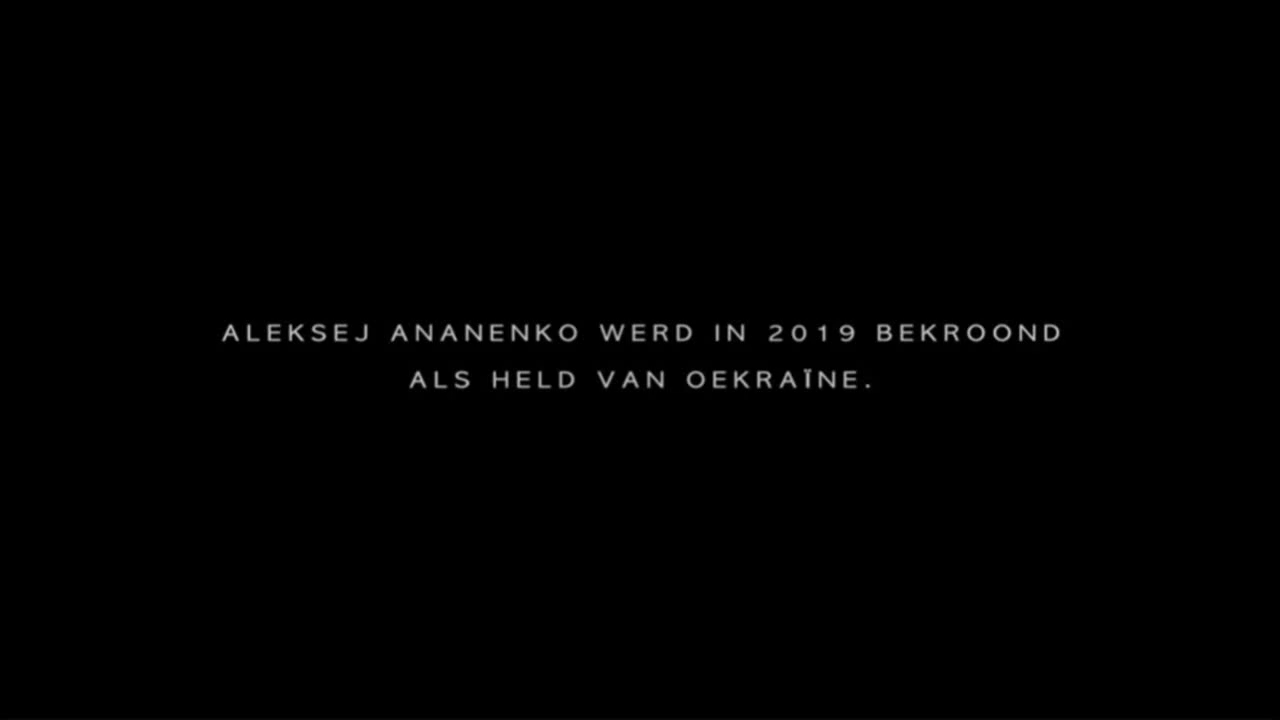 ALEKSEJ ANANENKO WERD IN 2019 BEKROOND
ALS HELD VAN OEKRAÏNE.